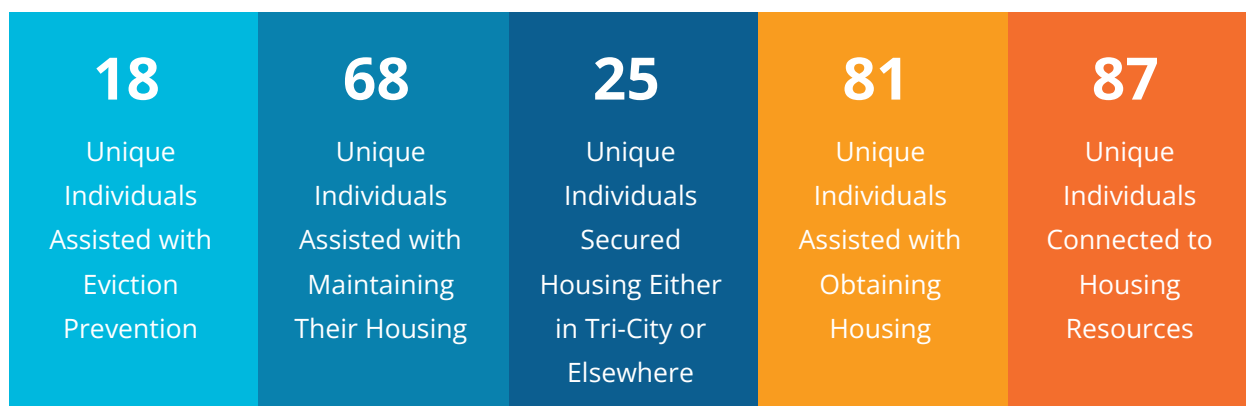 18
Unique
Individuals
Assisted with
Eviction
Prevention
68
Unique
Individuals
Assisted with
Maintaining
Their Housing
25
Unique
Individuals
Secured
Housing Either
in Tri-City or
Elsewhere
81
Unique
Individuals
Assisted with
Obtaining
Housing
87
Unique
Individuals
Connected to
Housing
Resources